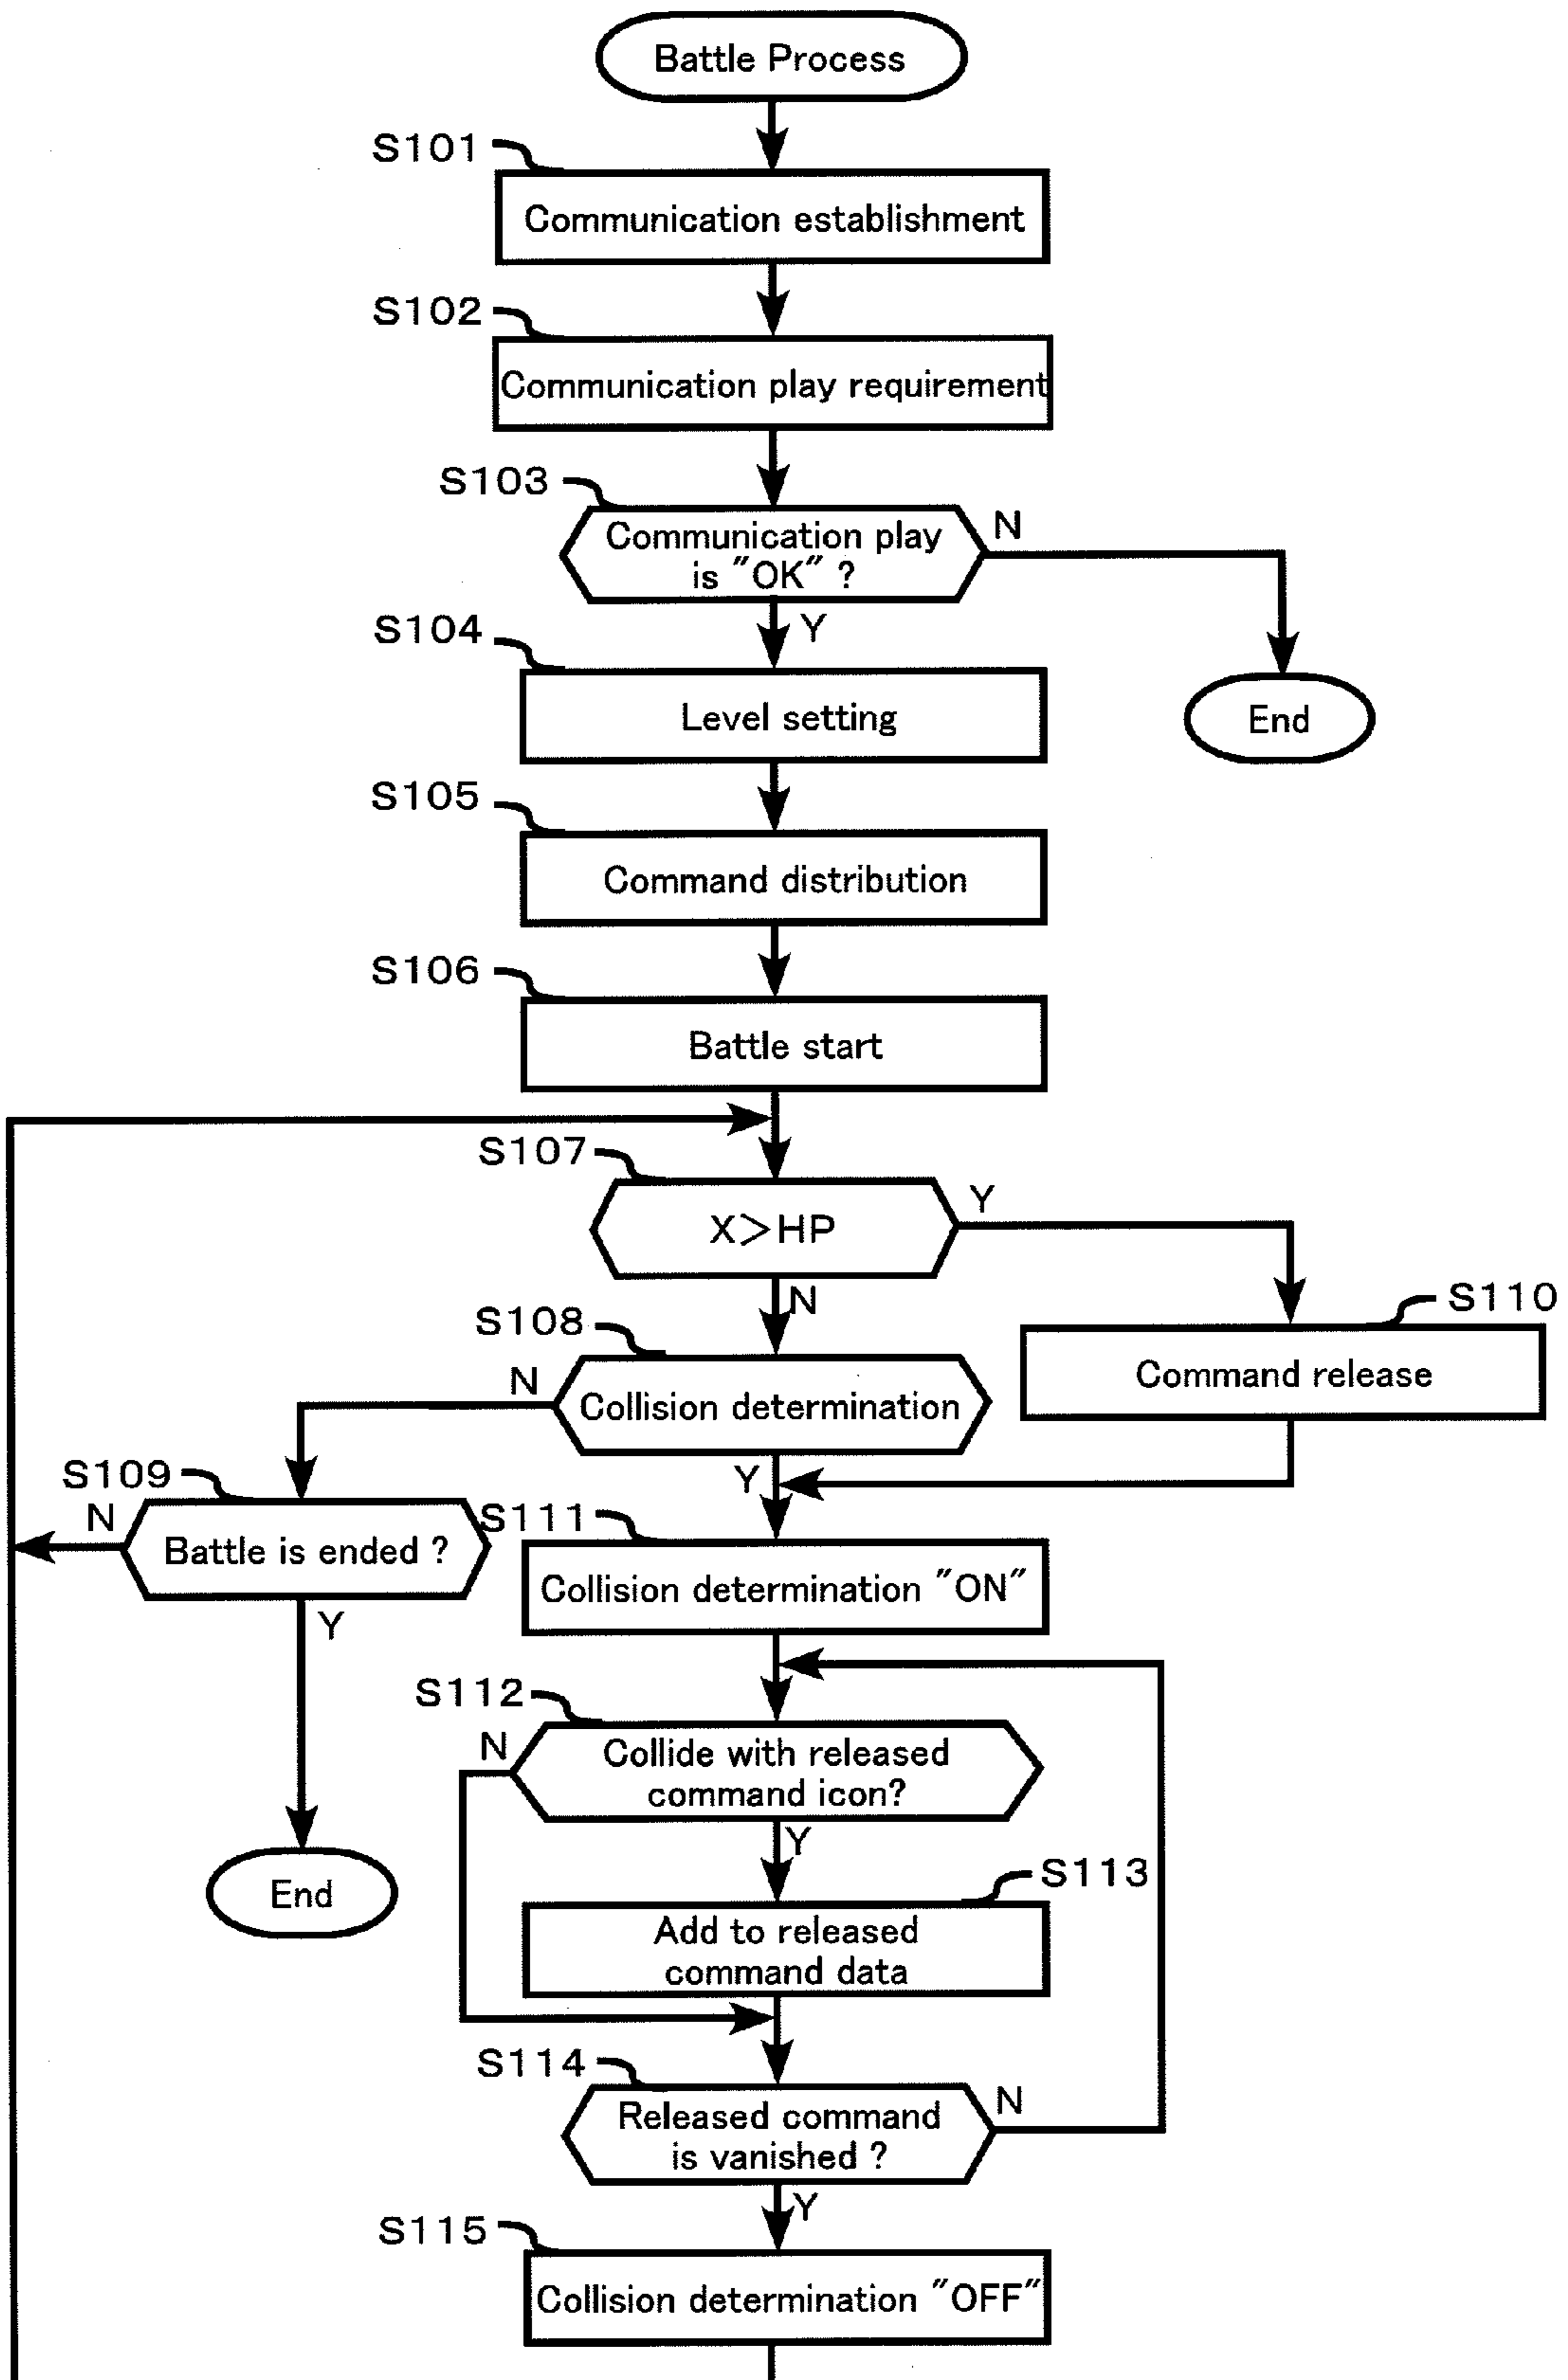 Battle Process
S101
Communication establishment
S102
Communication play requirement
S103
Communication play
is "OK" ?
N
Y
S104
Level setting
End
S105
Command distribution
S106
Battle start
S107
X>HP
Y
N
S110
Command release
S108
Collision determination
N
Y
S109
Battle is ended ?
N
Y
S111
Collision determination "ON"
S112
Collide with released
command icon?
N
Y
End
S113
Add to released
command data
S114
Released command
is vanished ?
N
Y
S115
Collision determination "OFF"